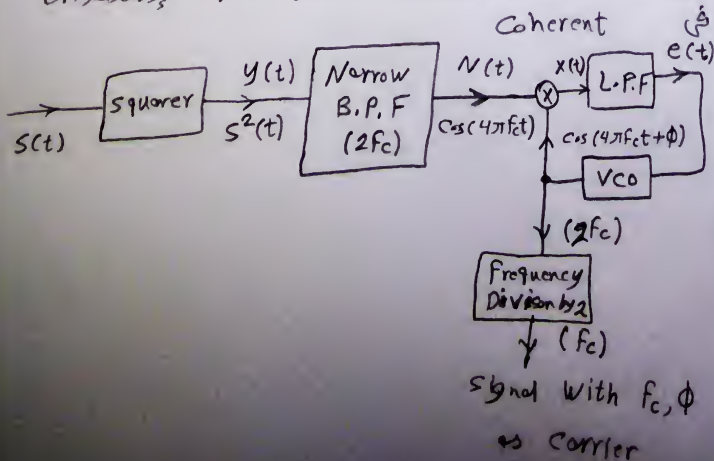 Coherent
S(t)
squarer
y(t)
S²(t)
Narrow
B.P.F
(2fc)
N(t)
cos(4πfct)
x(t)
L.P.F
e(t)
cos(4πfct+φ)
VCO
(2fc)
frequency
Divison by 2
(fc)
signal with fc, φ
as carrier